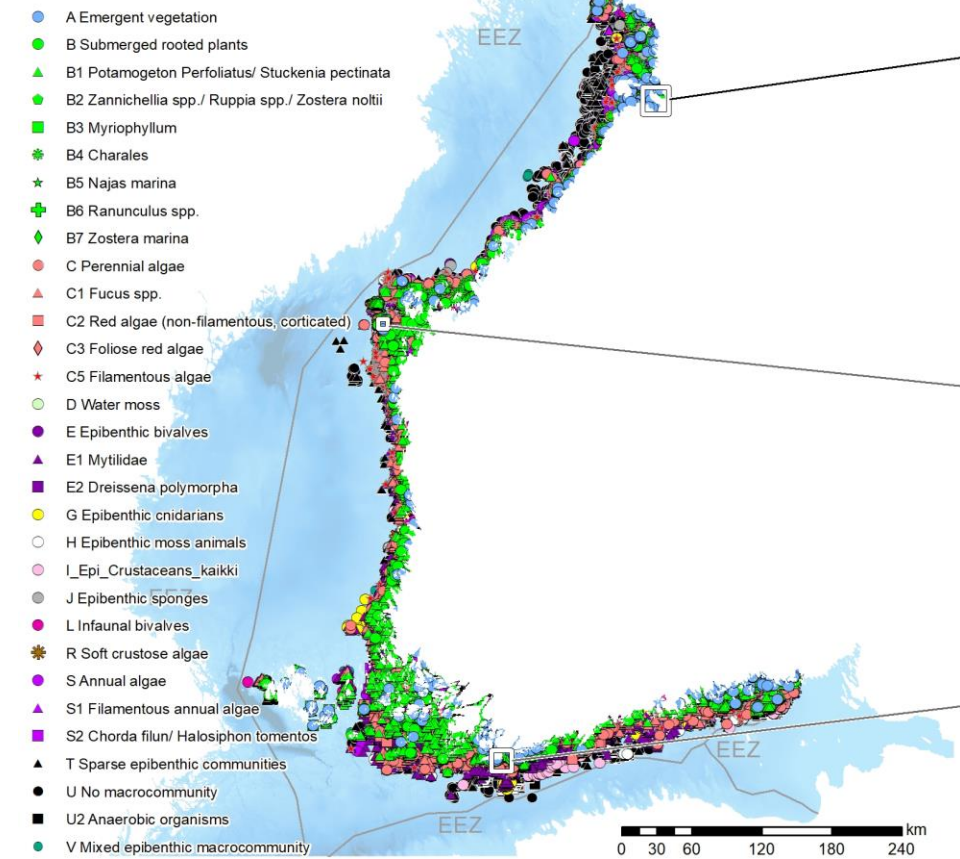 A Emergent vegetation
B Submerged rooted plants
B1 Potamogeton Perfoliatus/ Stuckenia pectinata
B2 Zannichellia spp./ Ruppia spp./ Zostera noltii
B3 Myriophyllum
B4 Charales
B5 Najas marina
B6 Ranunculus spp.
B7 Zostera marina
C Perennial algae
C1 Fucus spp.
C2 Red algae (non-filamentous, corticated)
C3 Foliose red algae
C5 Filamentous algae
D Water moss
E Epibenthic bivalves
E1 Mytilidae
E2 Dreissena polymorpha
G Epibenthic cnidarians
H Epibenthic moss animals
I_Epi_Crustaceans_kaikki
J Epibenthic sponges
L Infaunal bivalves
R Soft crustose algae
S Annual algae
S1 Filamentous annual algae
S2 Chorda filun/ Halosiphon tomentos
T Sparse epibenthic communities
U No macrocommunity
U2 Anaerobic organisms
V Mixed epibenthic macrocommunity
EEZ
EEZ
EEZ
EEZ
km
0 30 60 120 180 240